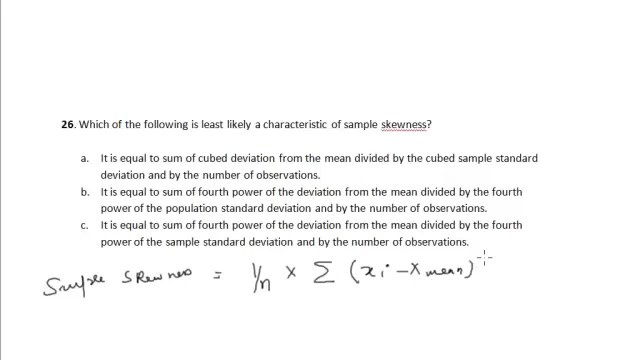 26. Which of the following is least likely a characteristic of sample skewness?
a. It is equal to sum of cubed deviation from the mean divided by the cubed sample standard
deviation and by the number of observations.
b. It is equal to sum of fourth power of the deviation from the mean divided by the fourth
power of the population standard deviation and by the number of observations.
c. It is equal to sum of fourth power of the deviation from the mean divided by the fourth
power of the sample standard deviation and by the number of observations.
Sample Skewness = 1/n × Σ (xi - X mean)